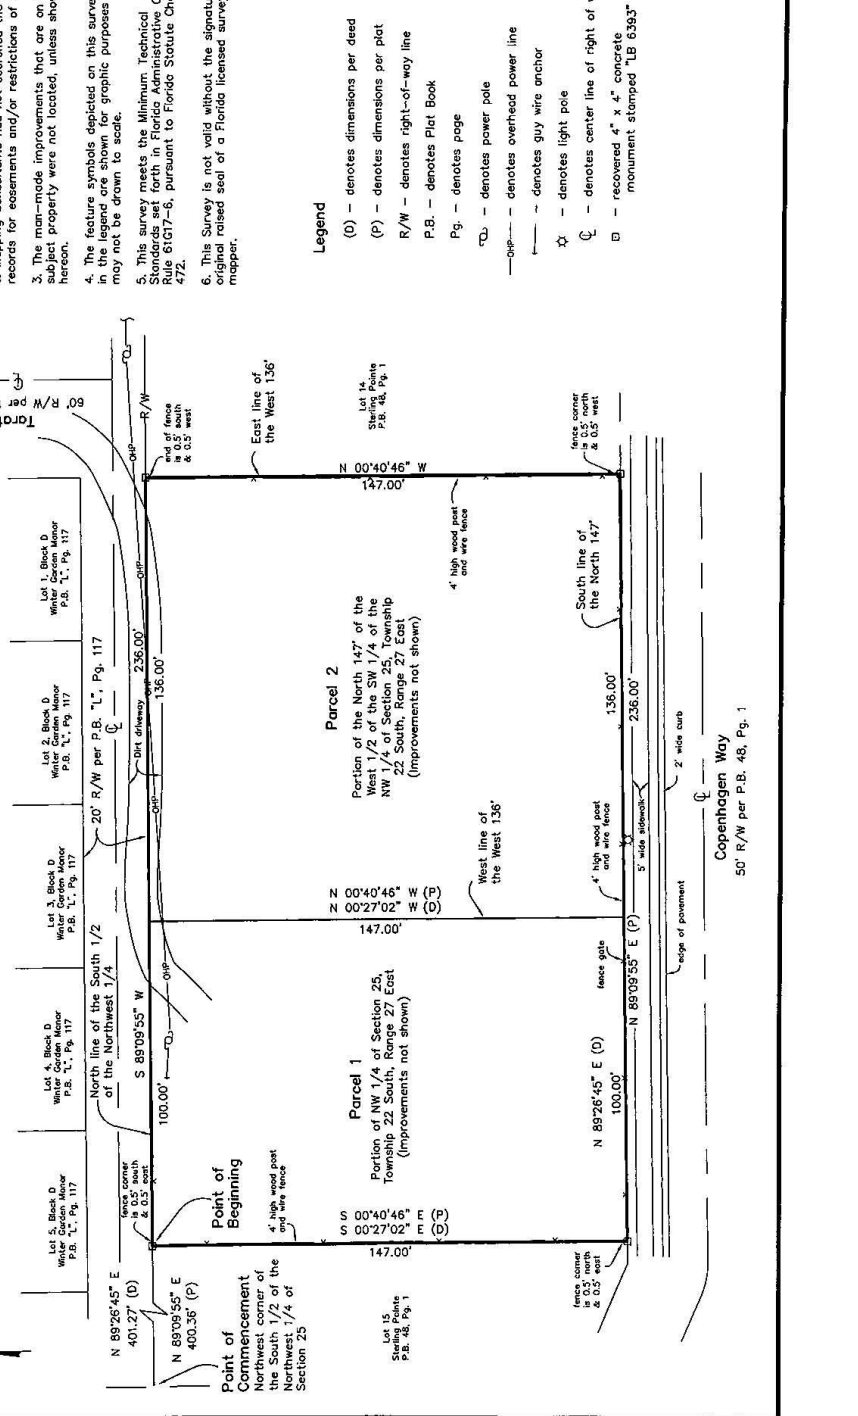 records for easements and/or restrictions of
3. The man-made improvements that are on
subject property were not located, unless sho
hereon.
4. The feature symbols depicted on this surve
in the legend are shown for graphic purposes
may not be drawn to scale.
5. This survey meets the Minimum Technical
Standards set forth in Florida Administrative C
Rule 61G17-6, pursuant to Florida Statute Ch
472.
6. This Survey is not valid without the signatur
original raised seal of a Florida licensed survey
mapper.
Legend
(D) - denotes dimensions per deed
(P) - denotes dimensions per plat
R/W - denotes right-of-way line
P.B. - denotes Plat Book
Pg. - denotes page
- denotes power pole
—OHP— - denotes overhead power line
~ denotes guy wire anchor
- denotes light pole
℄ - denotes center line of right of
- recovered 4" x 4" concrete
monument stamped "LB 6393"
℄
60' R/W per
Tarat
Lot 1, Block D
Winter Garden Manor
P.B. "L", Pg. 117
Lot 2, Block D
Winter Garden Manor
P.B. "L", Pg. 117
Lot 3, Block D
Winter Garden Manor
P.B. "L", Pg. 117
Lot 4, Block D
Winter Garden Manor
P.B. "L", Pg. 117
Lot 5, Block D
Winter Garden Manor
P.B. "L", Pg. 117
20' R/W per P.B. "L", Pg. 117
℄
North line of the South 1/2
of the Northwest 1/4
S 89°09'55" W
236.00'
Dirt driveway
136.00'
100.00'
OHP
OHP
OHP
OHP
OHP
R/W
end of fence
is 0.5' south
& 0.5' west
fence corner
is 0.5' south
& 0.5' east
N 89°26'45" E
401.27' (D)
N 89°09'55" E
400.36' (P)
Point of
Commencement
Northwest corner of
the South 1/2 of the
Northwest 1/4 of
Section 25
Point of
Beginning
4' high wood post
and wire fence
S 00°40'46" E (P)
S 00°27'02" E (D)
147.00'
Lot 15
Sterling Pointe
P.B. 48, Pg. 1
Parcel 1
Portion of NW 1/4 of Section 25,
Township 22 South, Range 27 East
(Improvements not shown)
N 00°40'46" W (P)
N 00°27'02" W (D)
147.00'
West line of
the West 136'
Parcel 2
Portion of the North 147' of the
West 1/2 of the SW 1/4 of the
NW 1/4 of Section 25, Township
22 South, Range 27 East
(Improvements not shown)
East line of
the West 136'
N 00°40'46" W
147.00'
4' high wood post
and wire fence
Lot 14
Sterling Pointe
P.B. 48, Pg. 1
fence corner
is 0.5' north
& 0.5' west
South line of
the North 147'
136.00'
236.00'
4' high wood post
and wire fence
fence gate
N 89°26'45" E (D)
100.00'
N 89°09'55" E (P)
fence corner
is 0.5' north
& 0.5' east
5' wide sidewalk
2' wide curb
edge of pavement
℄
Copenhagen Way
50' R/W per P.B. 48, Pg. 1